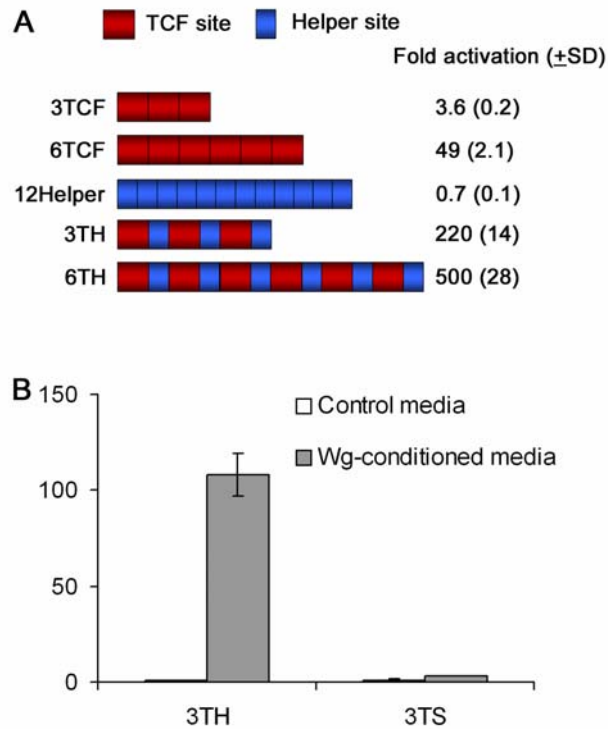 A
TCF site
Helper site
Fold activation (±SD)
3TCF 3.6 (0.2)
6TCF 49 (2.1)
12Helper 0.7 (0.1)
3TH 220 (14)
6TH 500 (28)
B
150
100
50
0
Control media
Wg-conditioned media
3TH 3TS